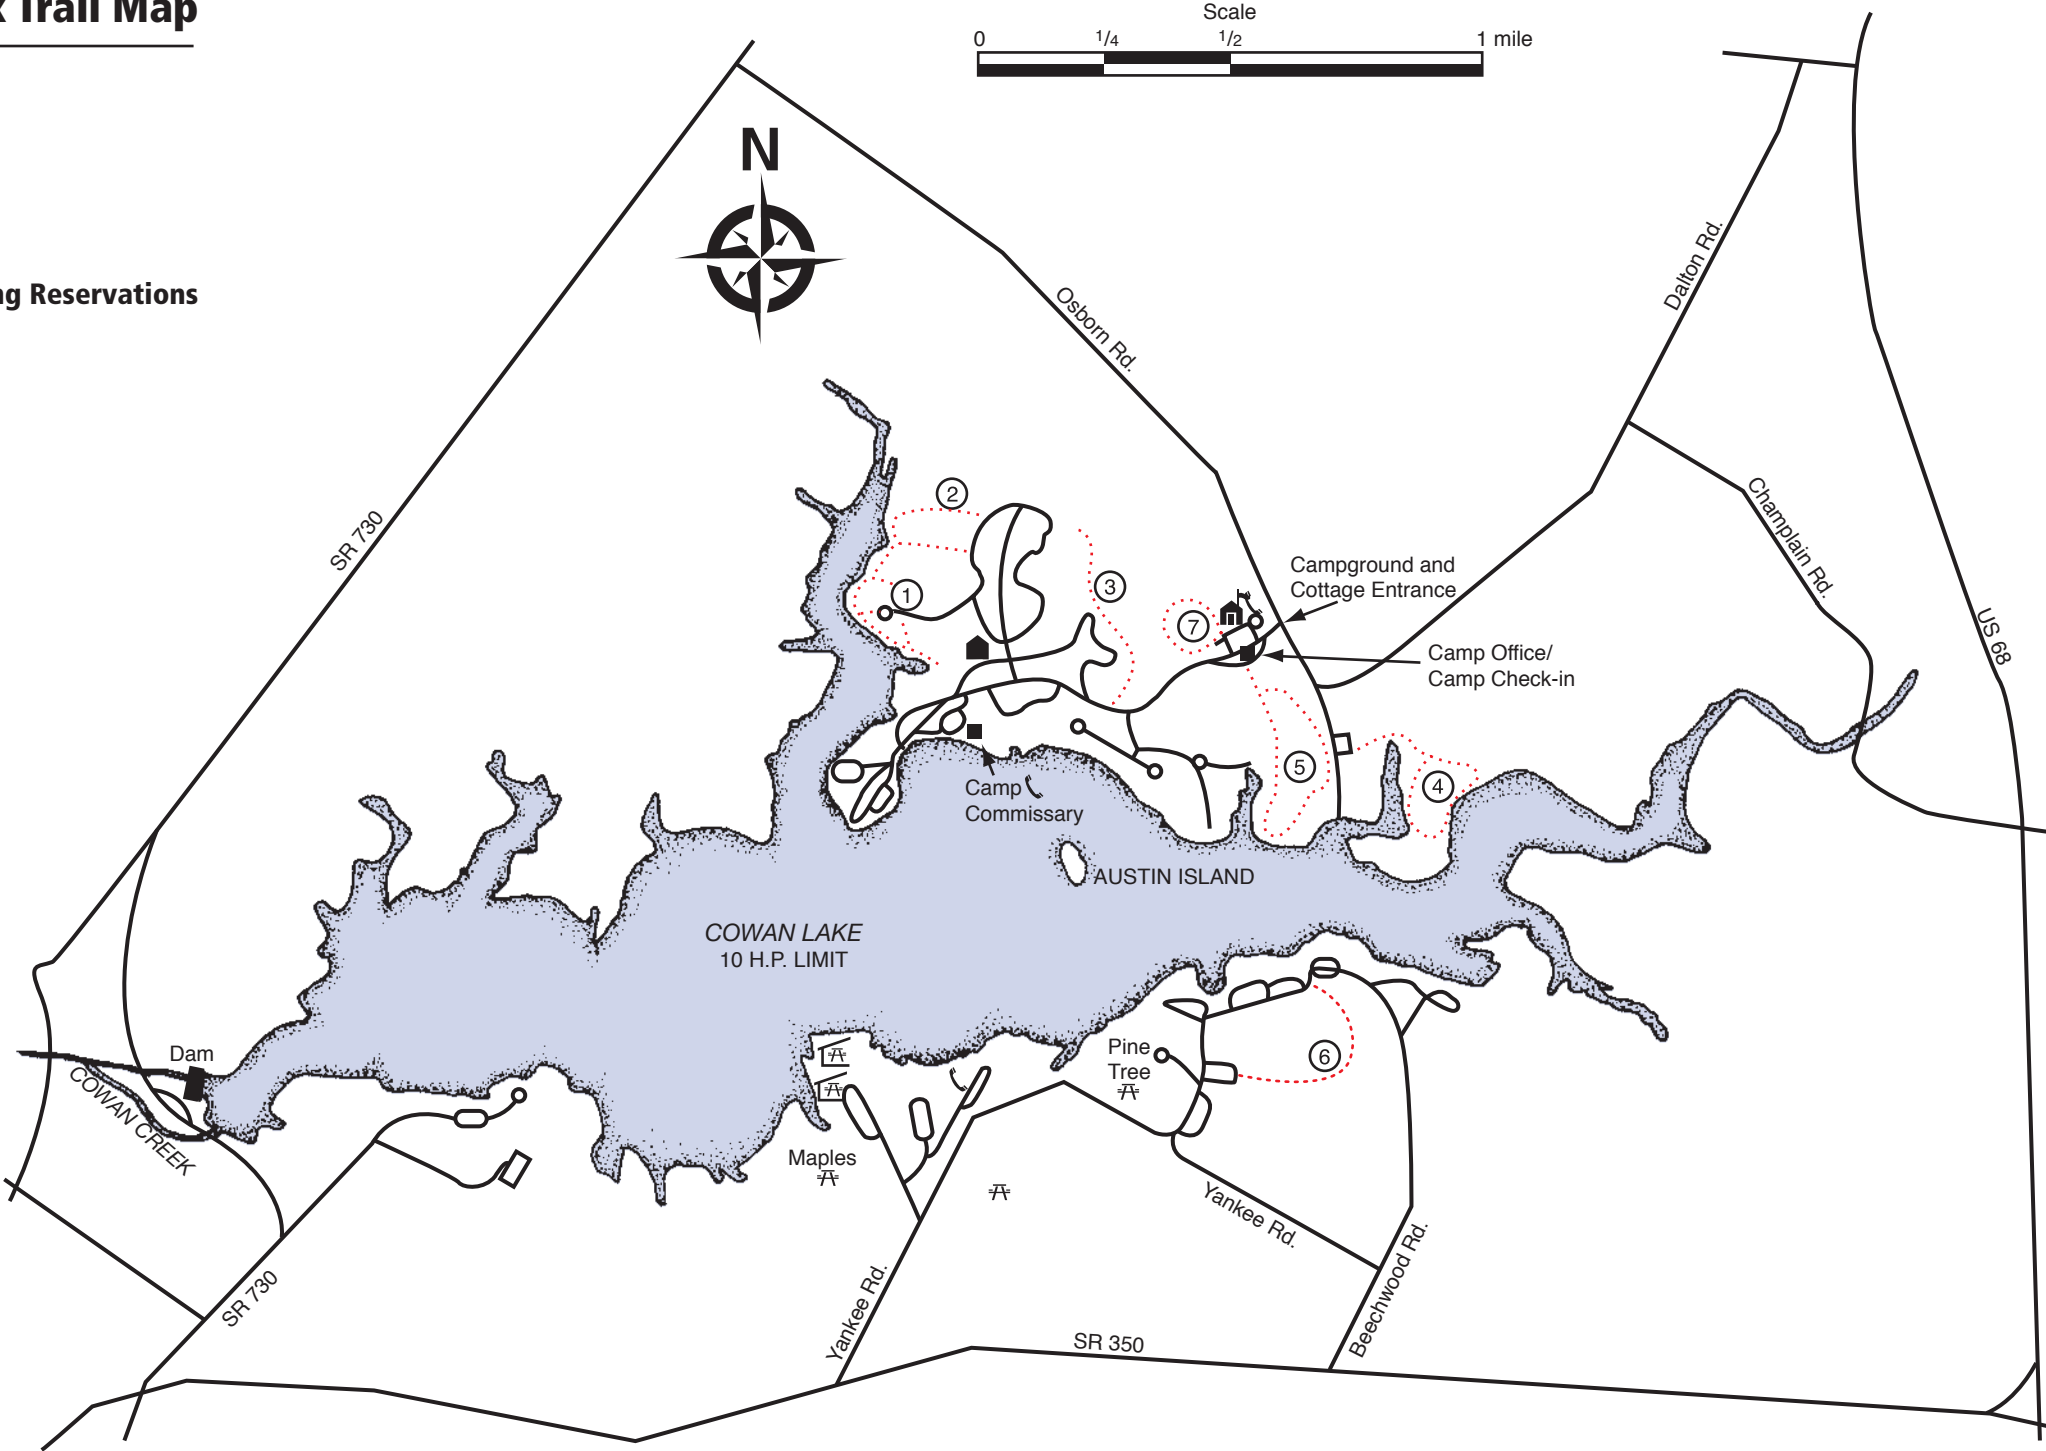 Trail Map
Scale
0 1/4 1/2 1 mile
N
Reservations
Osborn Rd.
Dalton Rd.
Champlain Rd.
US 68
SR 730
2
1
3
7
Campground and
Cottage Entrance
Camp Office/
Camp Check-in
5
4
Camp
Commissary
AUSTIN ISLAND
COWAN LAKE
10 H.P. LIMIT
Dam
COWAN CREEK
Pine
Tree
6
Maples
Yankee Rd.
Yankee Rd.
Beechwood Rd.
SR 730
SR 350